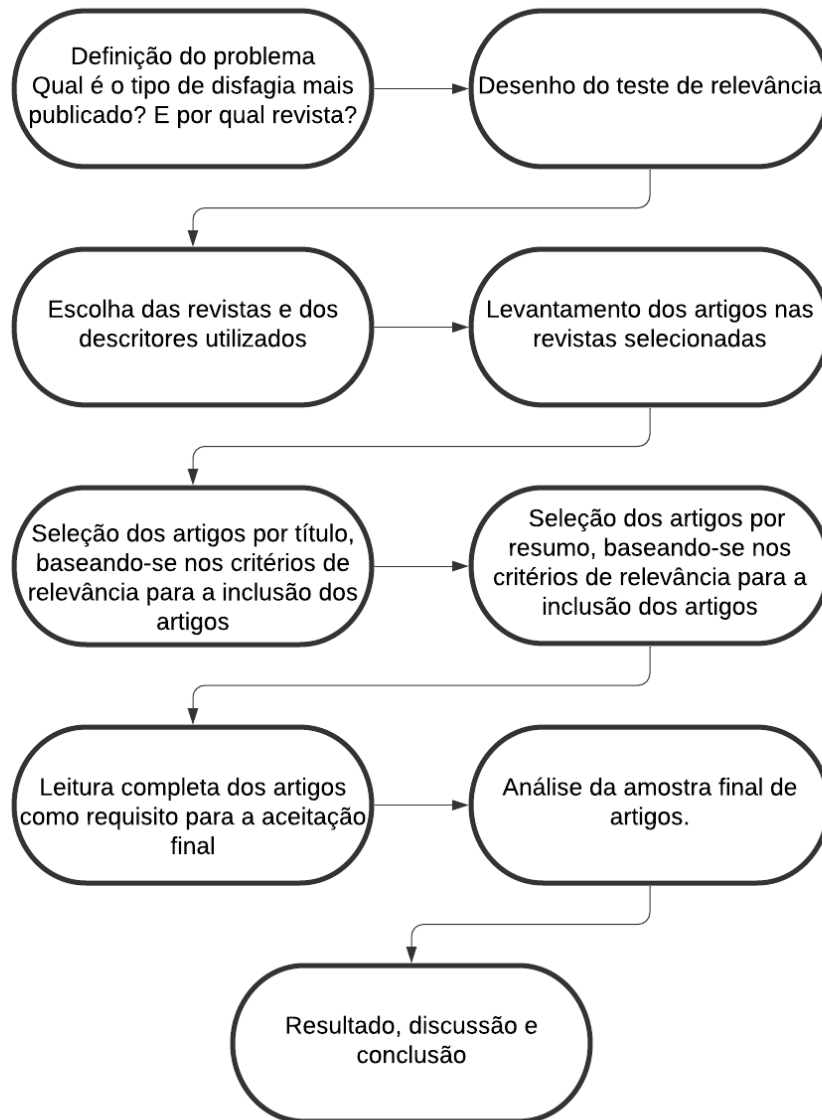 Definição do problema
Qual é o tipo de disfagia mais
publicado? E por qual revista?
Desenho do teste de relevância
Escolha das revistas e dos
descritores utilizados
Levantamento dos artigos nas
revistas selecionadas
Seleção dos artigos por título,
baseando-se nos critérios de
relevância para a inclusão dos
artigos
Seleção dos artigos por
resumo, baseando-se nos
critérios de relevância para a
inclusão dos artigos
Leitura completa dos artigos
como requisito para a aceitação
final
Análise da amostra final de
artigos.
Resultado, discussão e
conclusão